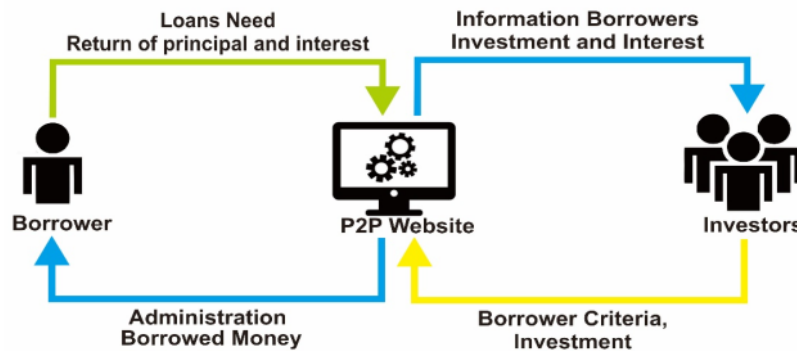 Loans Need
Return of principal and interest
Information Borrowers
Investment and Interest
Borrower
P2P Website
Investors
Administration
Borrowed Money
Borrower Criteria,
Investment